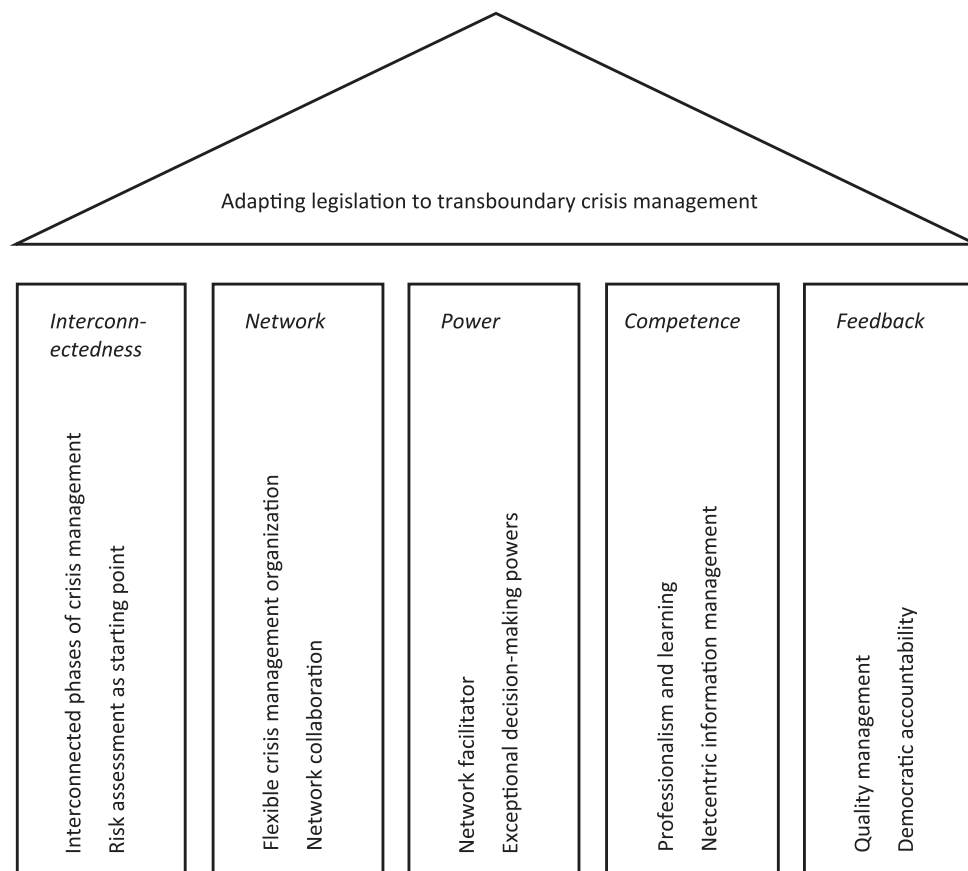 Adapting legislation to transboundary crisis management
Interconn-
ectedness
Interconnected phases of crisis management
Risk assessment as starting point
Network
Flexible crisis management organization
Network collaboration
Power
Network facilitator
Exceptional decision-making powers
Competence
Professionalism and learning
Netcentric information management
Feedback
Quality management
Democratic accountability